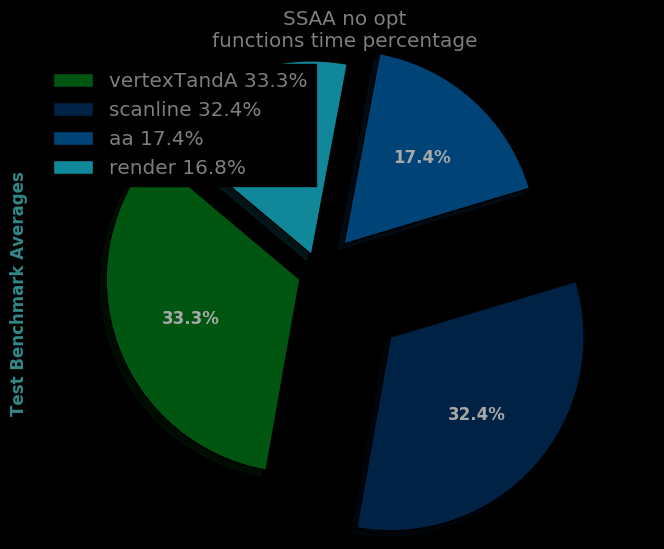 SSAA no opt
functions time percentage
vertexTandA 33.3%
scanline 32.4%
aa 17.4%
render 16.8%
17.4%
33.3%
32.4%
Test Benchmark Averages